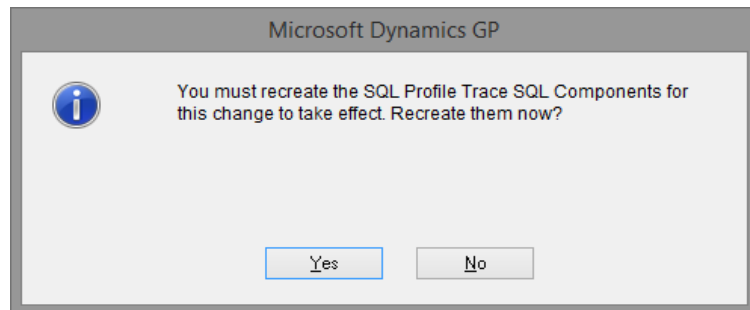 Microsoft Dynamics GP
You must recreate the SQL Profile Trace SQL Components for
this change to take effect. Recreate them now?
Yes
No